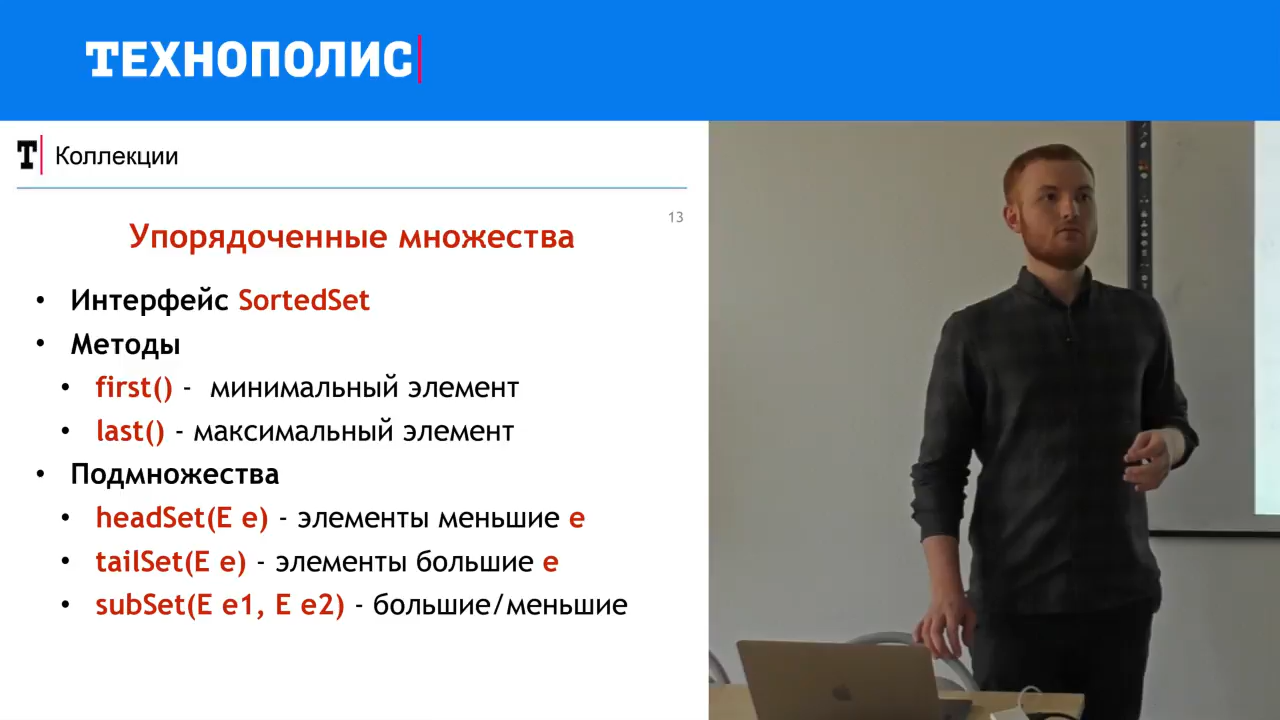 ТЕХНОПОЛИС
Т Коллекции
13
Упорядоченные множества
• Интерфейс SortedSet
• Методы
• first() - минимальный элемент
• last() - максимальный элемент
• Подмножества
• headSet(E e) - элементы меньшие e
• tailSet(E e) - элементы большие e
• subSet(E e1, E e2) - большие/меньшие